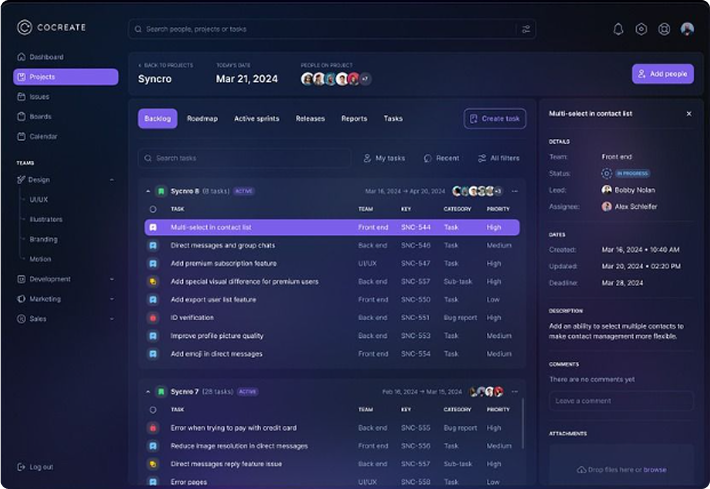 COCREATE
Search people, projects or tasks
Dashboard
Projects
Issues
Boards
Calendar
TEAMS
Design
UI/UX
Illustrators
Branding
Motion
Development
Marketing
Sales
Log out
BACK TO PROJECTS
Syncro
TODAY'S DATE
Mar 21, 2024
PEOPLE ON PROJECT
+7
Add people
Backlog Roadmap Active sprints Releases Reports Tasks
Create task
Search tasks
My tasks Recent All filters
Sycnro 8 (8 tasks) ACTIVE Mar 16, 2024 → Apr 20, 2024 +3
TASK TEAM KEY CATEGORY PRIORITY
Multi-select in contact list Front end SNC-544 Task High
Direct messages and group chats Back end SNC-546 Task Medium
Add premium subscription feature UI/UX SNC-547 Task High
Add special visual difference for premium users Back end SNC-557 Sub-task High
Add export user list feature Front end SNC-550 Task Low
ID verification Back end SNC-551 Bug report High
Improve profile picture quality Back end SNC-553 Task Medium
Add emoji in direct messages Front end SNC-554 Task Medium
Sycnro 7 (28 tasks) ACTIVE Feb 16, 2024 → Mar 15, 2024
TASK TEAM KEY CATEGORY PRIORITY
Error when trying to pay with credit card Back end SNC-555 Bug report High
Reduce image resolution in direct messages Front end SNC-556 Task Medium
Direct messages reply feature issue Back end SNC-557 Sub-task High
Error pages UI/UX SNC-558 Task Low
Multi-select in contact list
DETAILS
Team: Front end
Status: IN PROGRESS
Lead: Bobby Nolan
Assignee: Alex Schleifer
DATES
Created: Mar 16, 2024 • 10:40 AM
Updated: Mar 20, 2024 • 02:20 PM
Deadline: Mar 28, 2024
DESCRIPTION
Add an ability to select multiple contacts to
make contact management more flexible.
COMMENTS
There are no comments yet
Leave a comment
ATTACHMENTS
Drop files here or browse